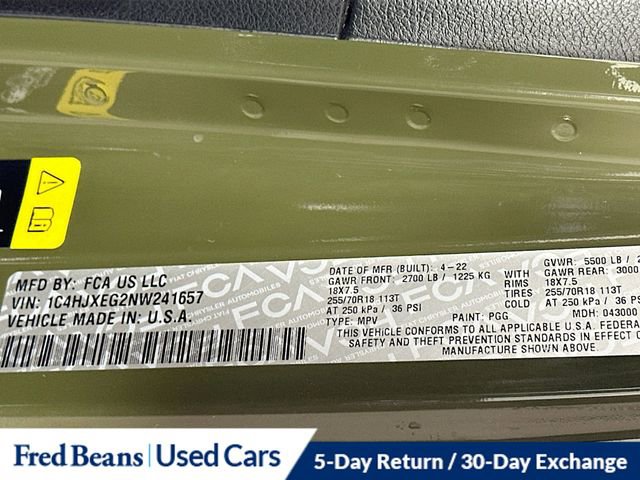 MFD BY: FCA US LLC
VIN: 1C4HJXEG2NW241657
VEHICLE MADE IN: U.S.A.
DATE OF MFR (BUILT): 4-22
GAWR FRONT: 2700 LB / 1225 KG
18X7.5
255/70R18 113T
AT 250 kPa / 36 PSI
TYPE: MPV
PAINT: PGG
GVWR: 5500 LB / 2
GAWR REAR: 3000
RIMS 18X7.5
TIRES 255/70R18 113T
COLD AT 250 kPa / 36 PSI
MDH: 043000
THIS VEHICLE CONFORMS TO ALL APPLICABLE U.S.A. FEDERAL
SAFETY AND THEFT PREVENTION STANDARDS IN EFFECT
MANUFACTURE SHOWN ABOVE.
Fred Beans | Used Cars
5-Day Return / 30-Day Exchange